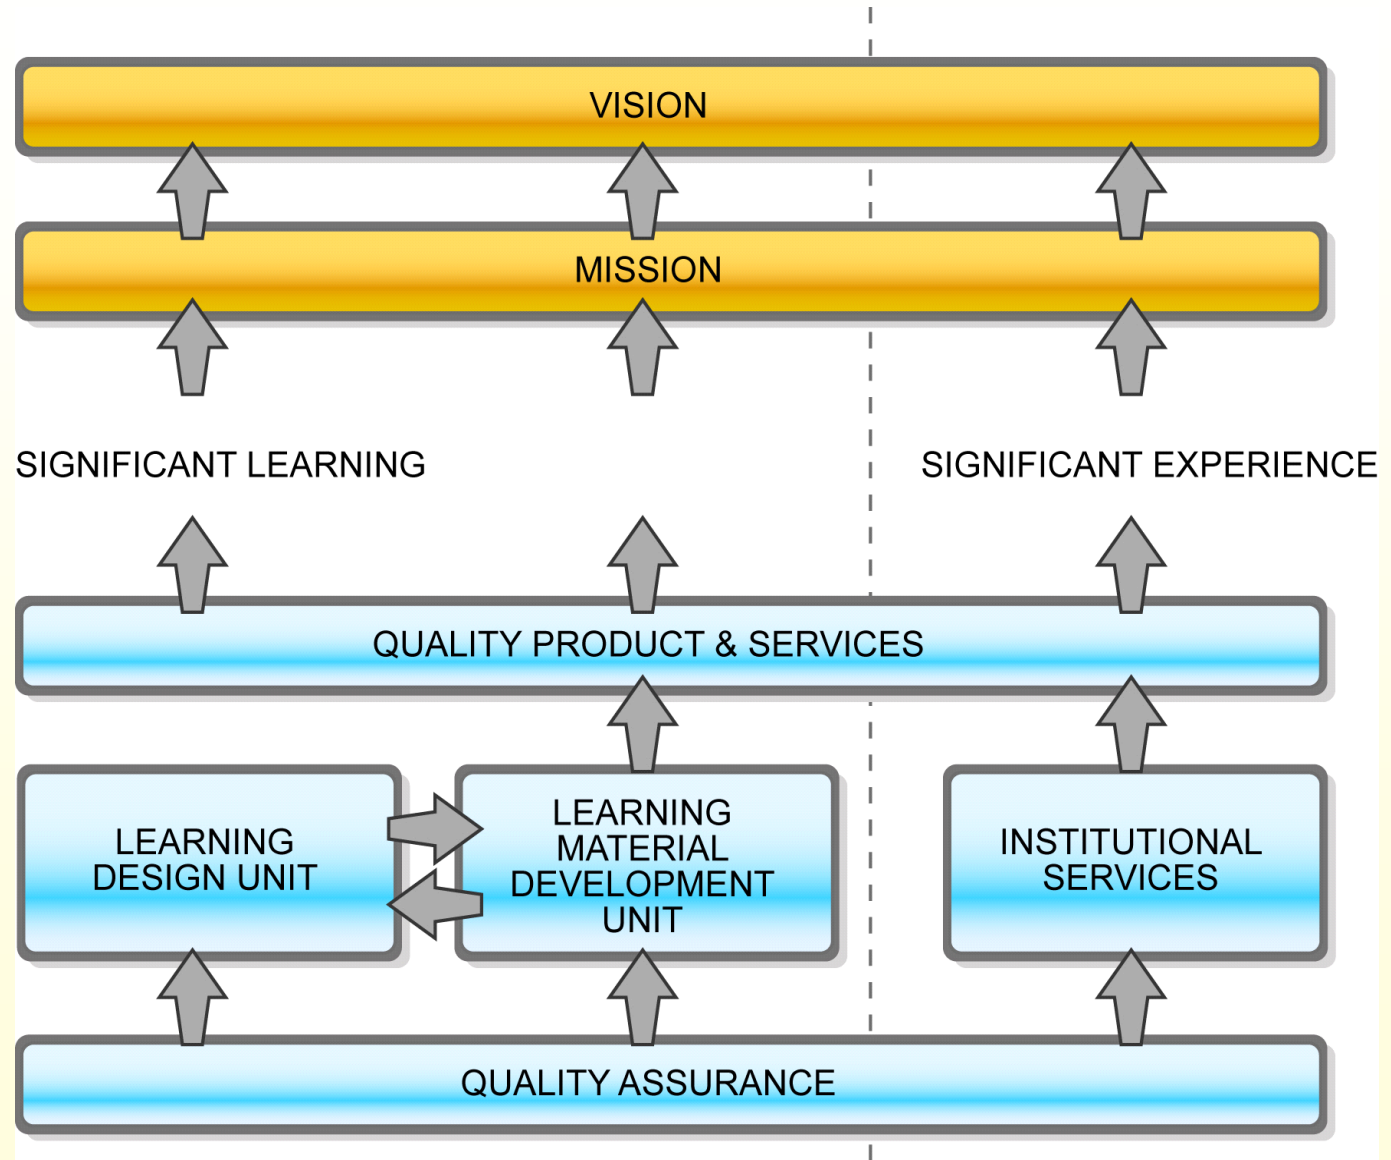 VISION
MISSION
SIGNIFICANT LEARNING
SIGNIFICANT EXPERIENCE
QUALITY PRODUCT & SERVICES
LEARNING
DESIGN UNIT
LEARNING
MATERIAL
DEVELOPMENT
UNIT
INSTITUTIONAL
SERVICES
QUALITY ASSURANCE